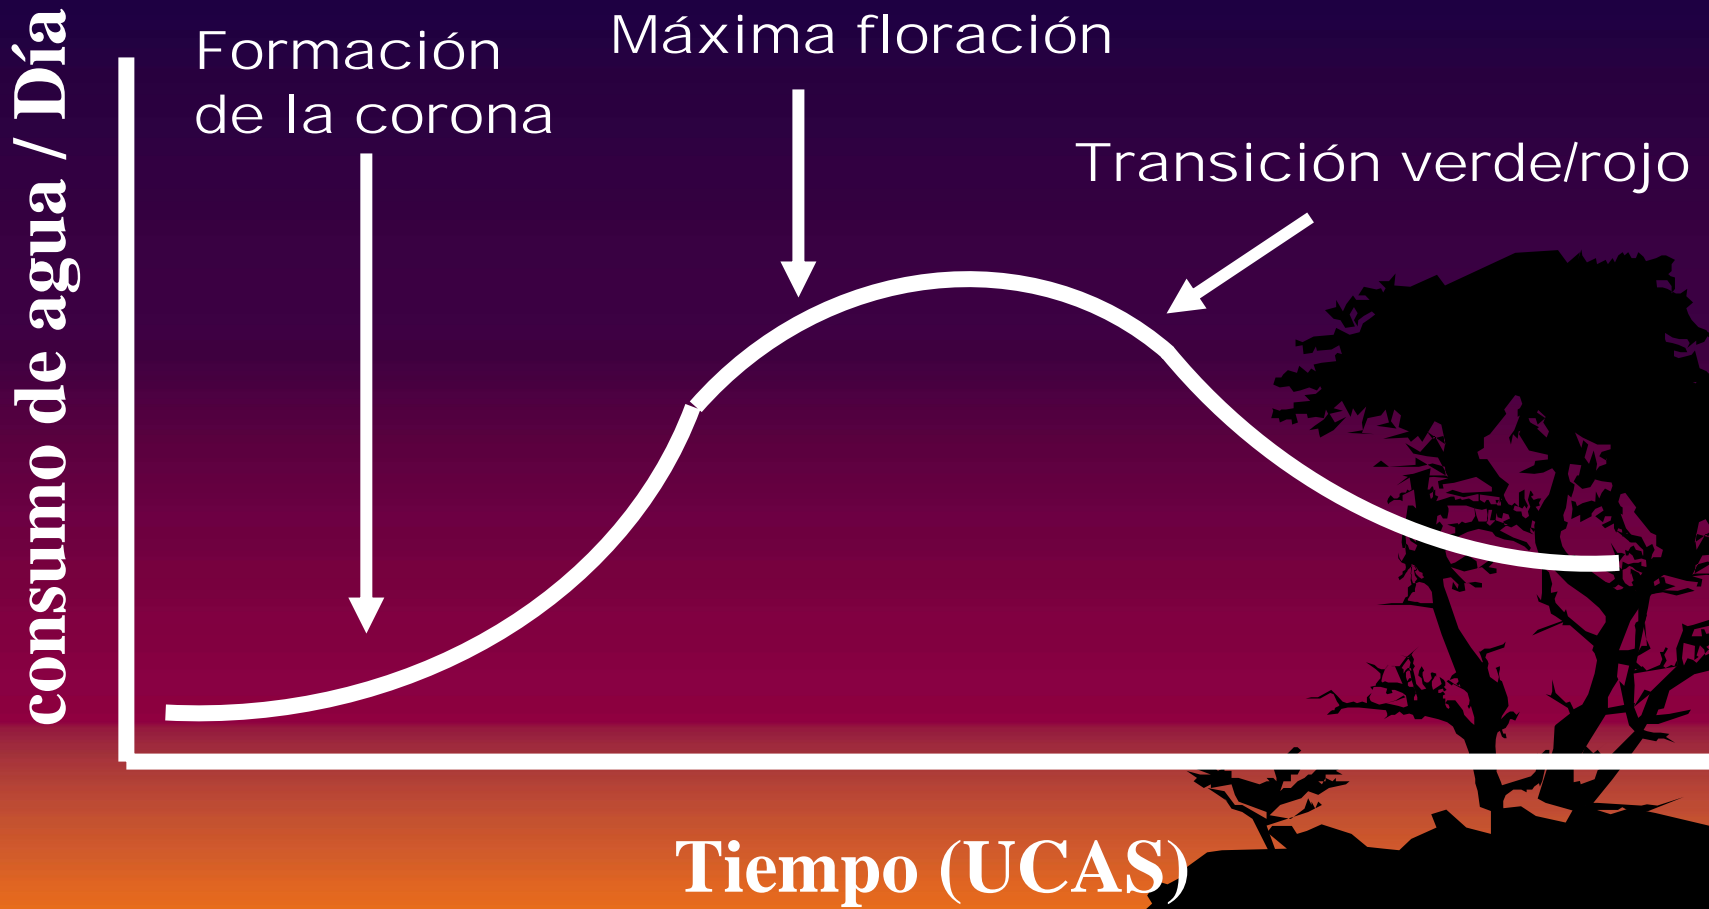 consumo de agua / Día
Formación
de la corona
Máxima floración
Transición verde/rojo
Tiempo (UCAS)